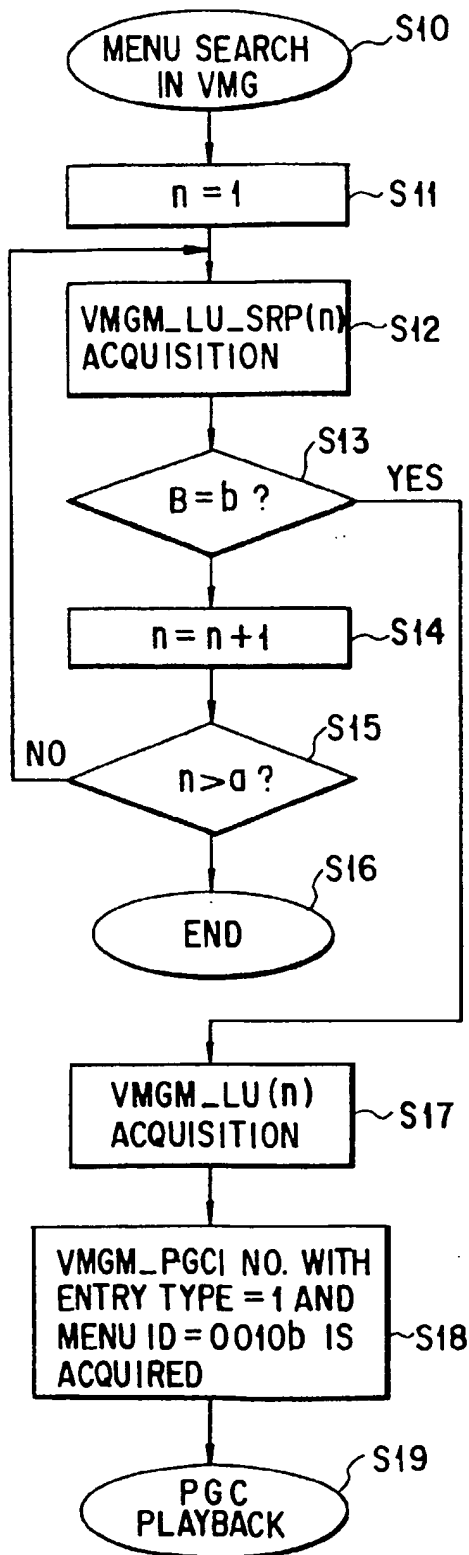 MENU SEARCH
IN VMG
S10
n = 1
S11
VMGM_LU_SRP(n)
ACQUISITION
S12
B = b ?
S13
YES
n = n + 1
S14
n > a ?
S15
NO
END
S16
VMGM_LU(n)
ACQUISITION
S17
VMGM_PGCI NO. WITH
ENTRY TYPE = 1 AND
MENU ID = 0010b IS
ACQUIRED
S18
PGC
PLAYBACK
S19